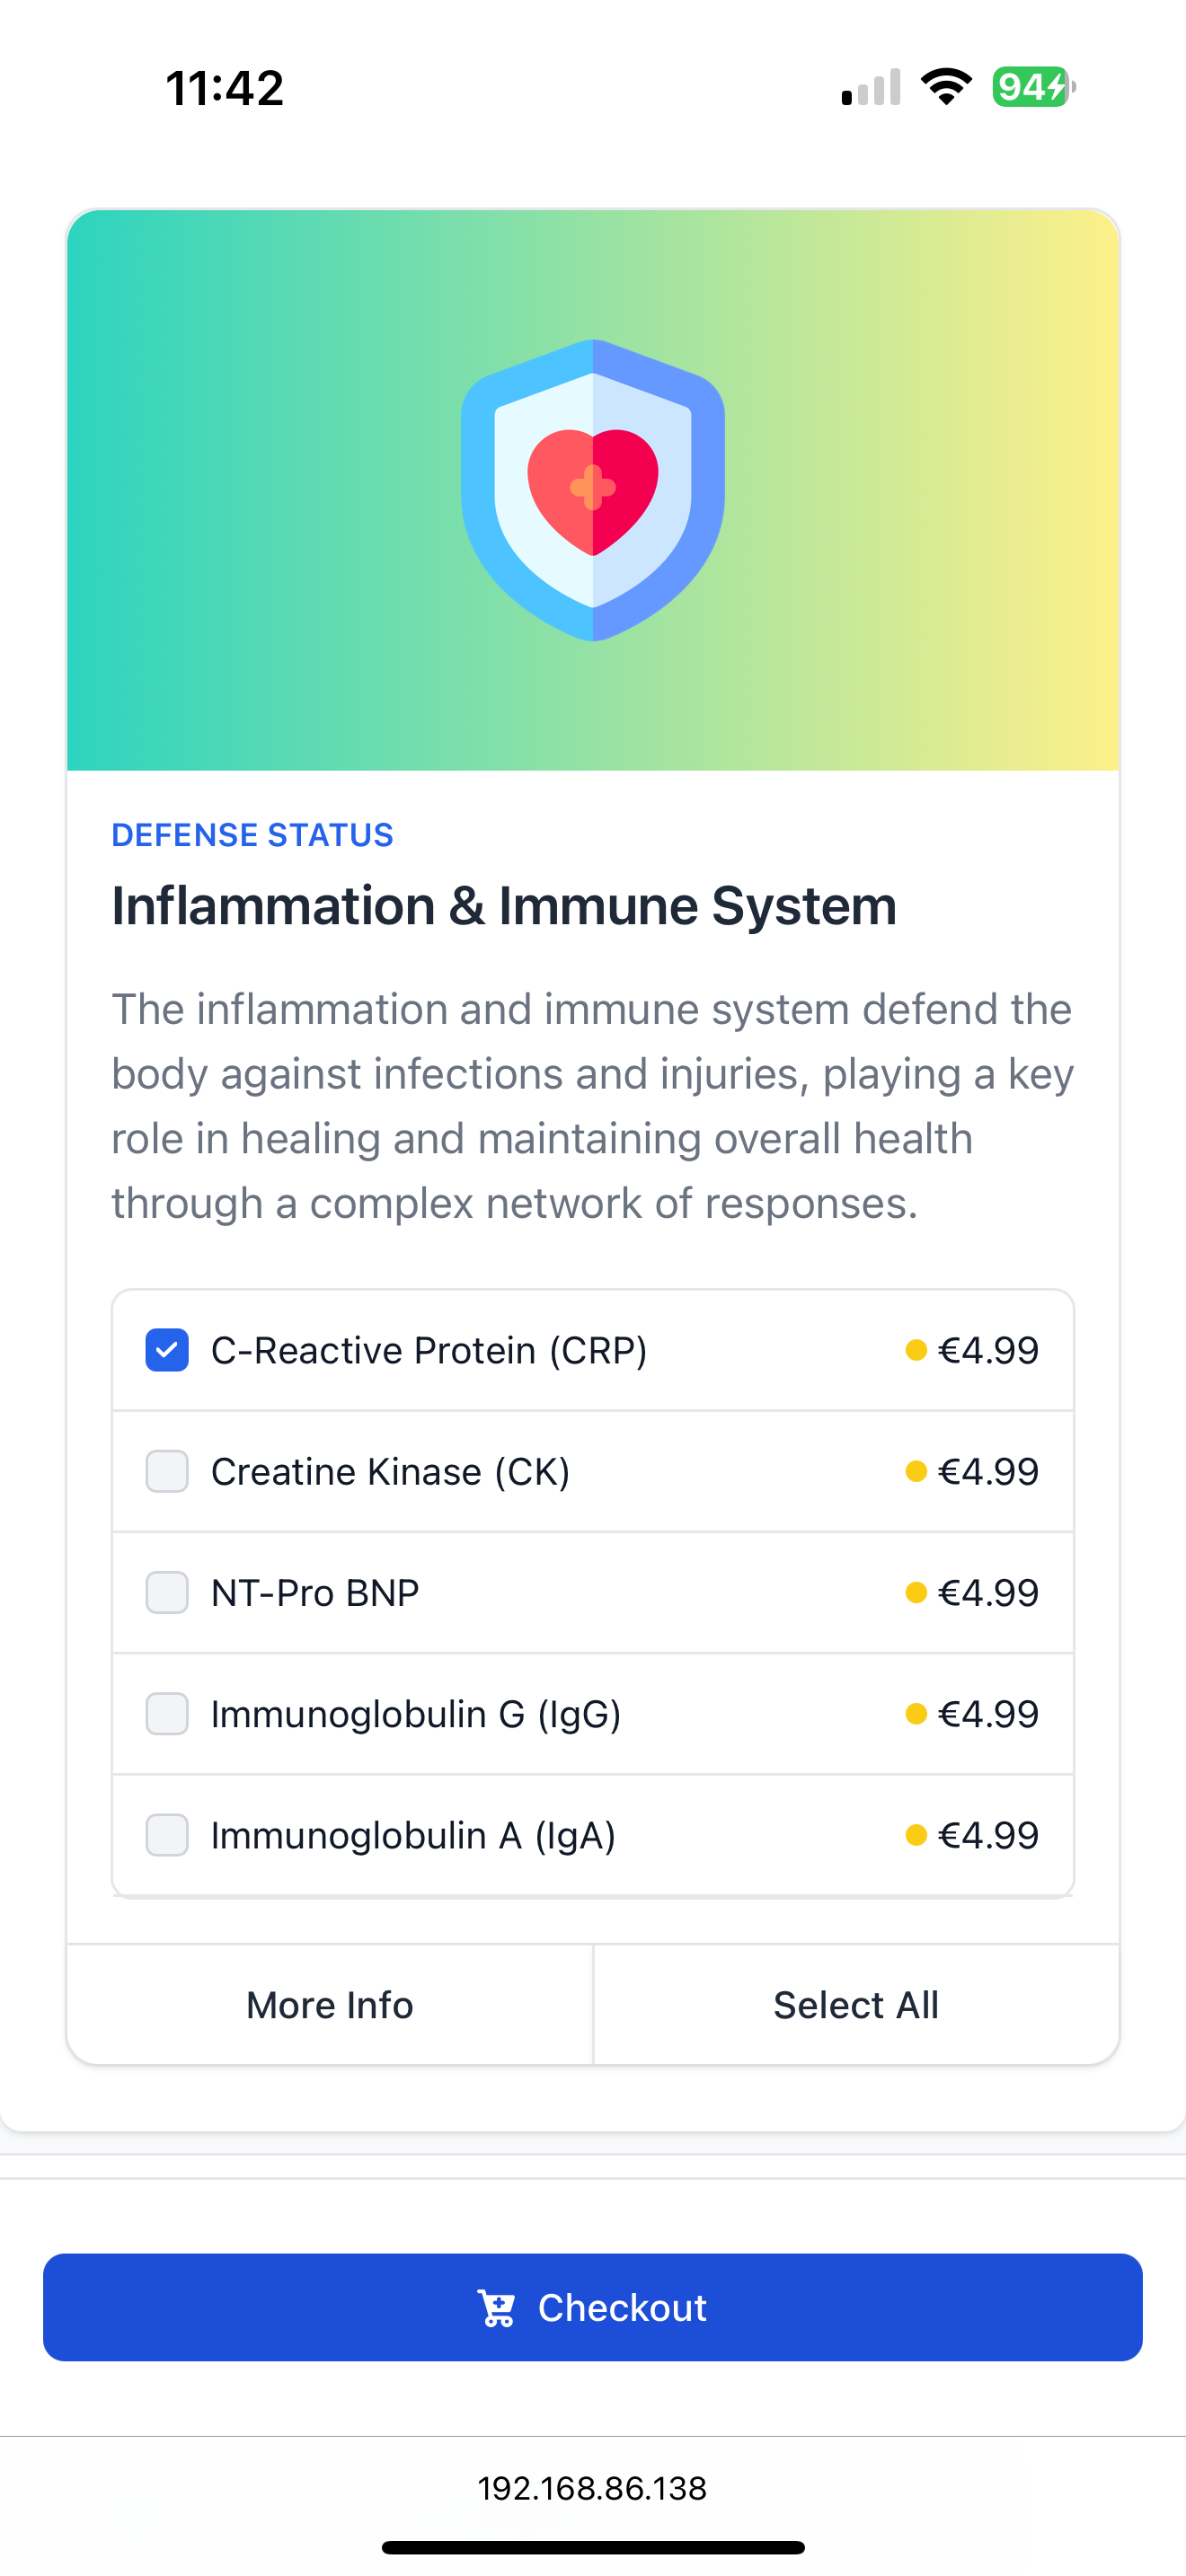 11:42
94
DEFENSE STATUS
Inflammation & Immune System
The inflammation and immune system defend the
body against infections and injuries, playing a key
role in healing and maintaining overall health
through a complex network of responses.
C-Reactive Protein (CRP) €4.99
Creatine Kinase (CK) €4.99
NT-Pro BNP €4.99
Immunoglobulin G (IgG) €4.99
Immunoglobulin A (IgA) €4.99
More Info Select All
Checkout
192.168.86.138